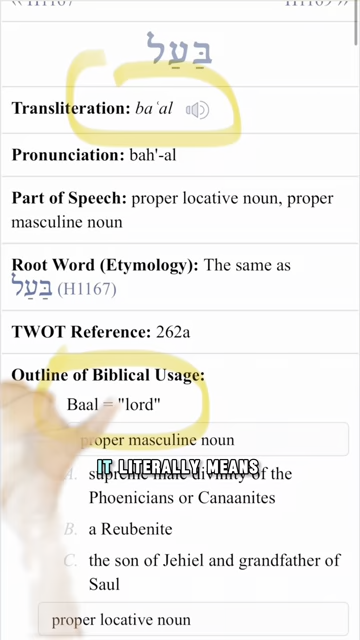 בַּעַל
Transliteration: baʿal
Pronunciation: bah'-al
Part of Speech: proper locative noun, proper
masculine noun
Root Word (Etymology): The same as
בַּעַל (H1167)
TWOT Reference: 262a
Outline of Biblical Usage:
Baal = "lord"
proper masculine noun
IT LITERALLY MEANS
supreme male divinity of the
Phoenicians or Canaanites
B. a Reubenite
C. the son of Jehiel and grandfather of
Saul
proper locative noun